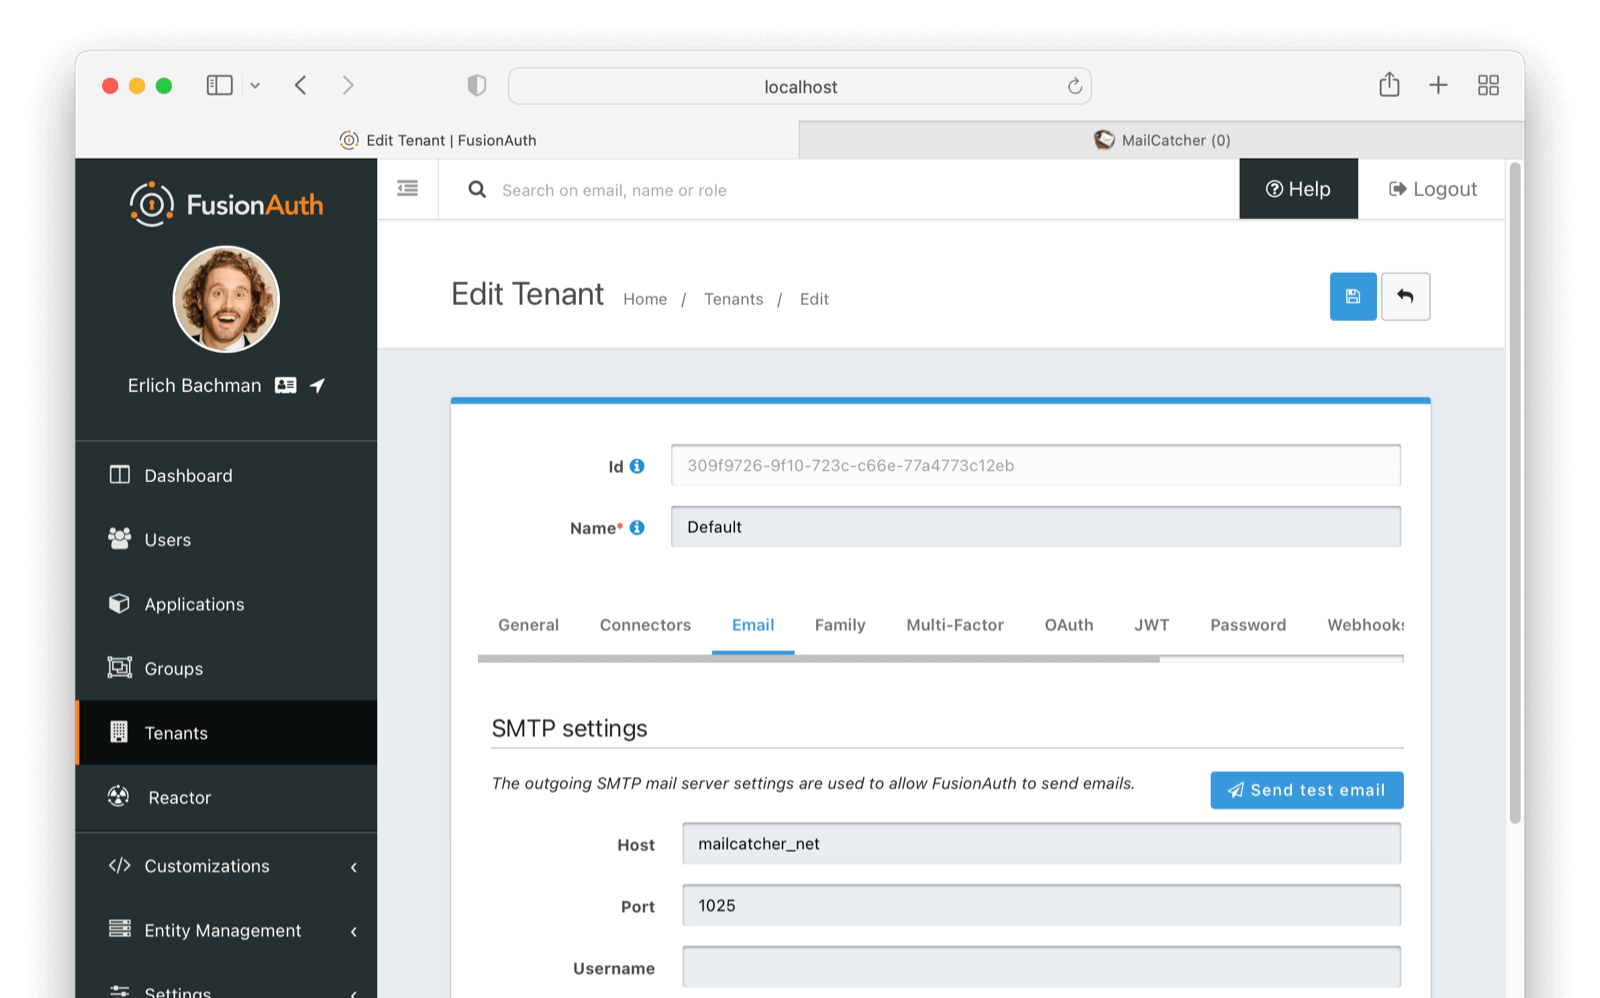 localhost
Edit Tenant | FusionAuth
MailCatcher (0)
FusionAuth
Search on email, name or role
Help
Logout
Edit Tenant
Home / Tenants / Edit
Erlich Bachman
Dashboard
Users
Applications
Groups
Tenants
Reactor
Customizations
Entity Management
Settings
Id
309f9726-9f10-723c-c66e-77a4773c12eb
Name*
Default
General Connectors Email Family Multi-Factor OAuth JWT Password Webhooks
SMTP settings
The outgoing SMTP mail server settings are used to allow FusionAuth to send emails.
Send test email
Host
mailcatcher_net
Port
1025
Username